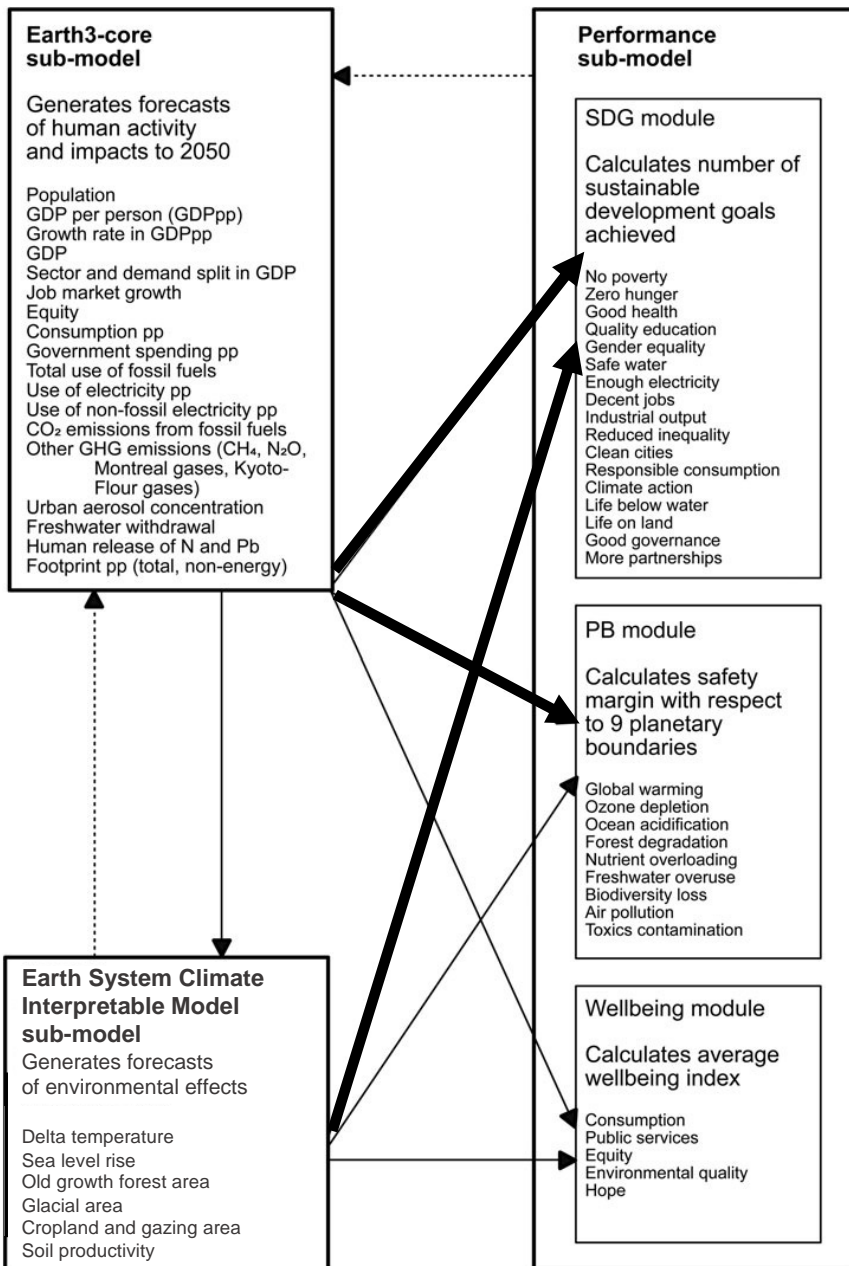 Earth3-core
sub-model
Generates forecasts
of human activity
and impacts to 2050
Population
GDP per person (GDPpp)
Growth rate in GDPpp
GDP
Sector and demand split in GDP
Job market growth
Equity
Consumption pp
Government spending pp
Total use of fossil fuels
Use of electricity pp
Use of non-fossil electricity pp
CO₂ emissions from fossil fuels
Other GHG emissions (CH₄, N₂O,
Montreal gases, Kyoto-
Flour gases)
Urban aerosol concentration
Freshwater withdrawal
Human release of N and Pb
Footprint pp (total, non-energy)
Earth System Climate
Interpretable Model
sub-model
Generates forecasts
of environmental effects
Delta temperature
Sea level rise
Old growth forest area
Glacial area
Cropland and gazing area
Soil productivity
Performance
sub-model
SDG module
Calculates number of
sustainable
development goals
achieved
No poverty
Zero hunger
Good health
Quality education
Gender equality
Safe water
Enough electricity
Decent jobs
Industrial output
Reduced inequality
Clean cities
Responsible consumption
Climate action
Life below water
Life on land
Good governance
More partnerships
PB module
Calculates safety
margin with respect
to 9 planetary
boundaries
Global warming
Ozone depletion
Ocean acidification
Forest degradation
Nutrient overloading
Freshwater overuse
Biodiversity loss
Air pollution
Toxics contamination
Wellbeing module
Calculates average
wellbeing index
Consumption
Public services
Equity
Environmental quality
Hope